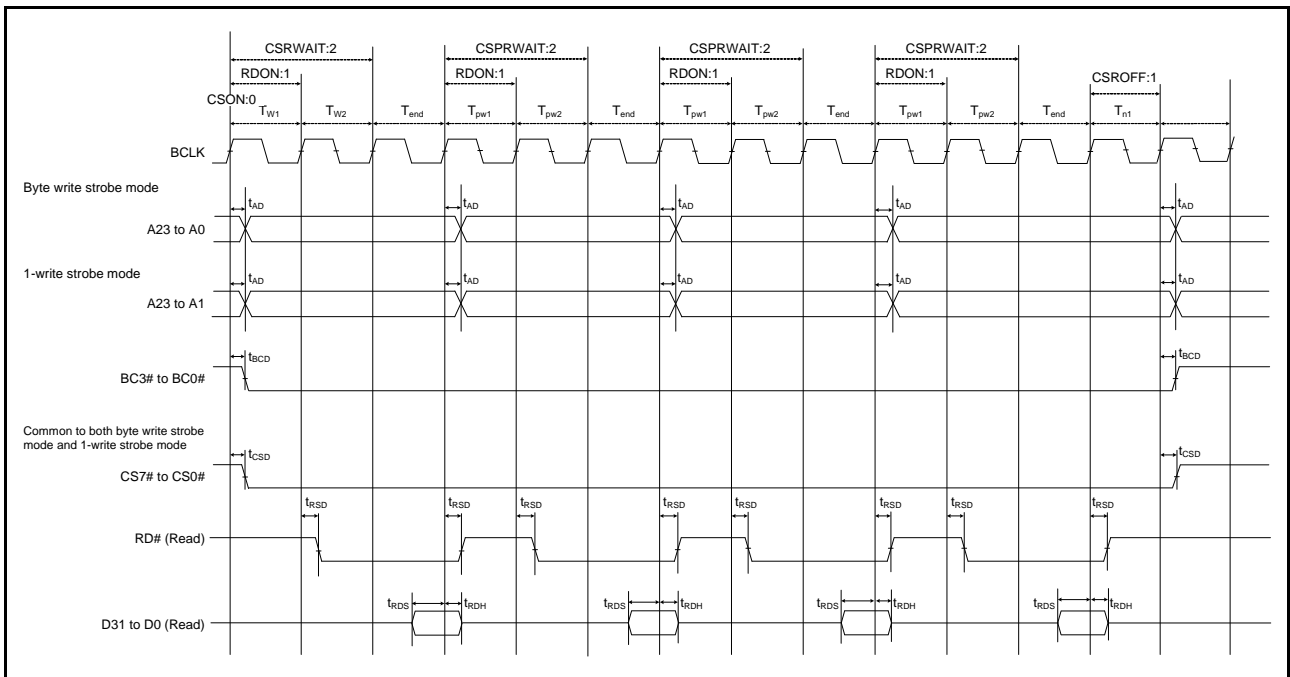 CSRWAIT:2 CSPRWAIT:2 CSPRWAIT:2 CSPRWAIT:2
RDON:1 RDON:1 RDON:1 RDON:1 CSROFF:1
CSON:0
TW1 TW2 Tend Tpw1 Tpw2 Tend Tpw1 Tpw2 Tend Tpw1 Tpw2 Tend Tn1
BCLK
Byte write strobe mode
tAD tAD tAD tAD tAD
A23 to A0
1-write strobe mode
tAD tAD tAD tAD tAD
A23 to A1
tBCD tBCD
BC3# to BC0#
Common to both byte write strobe
mode and 1-write strobe mode
tCSD tCSD
CS7# to CS0#
tRSD tRSD tRSD tRSD tRSD tRSD tRSD tRSD
RD# (Read)
tRDS tRDH tRDS tRDH tRDS tRDH tRDS tRDH
D31 to D0 (Read)